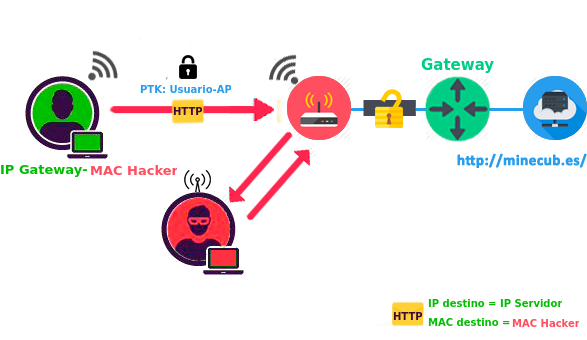 Gateway
PTK: Usuario-AP
HTTP
http://minecub.es/
IP Gateway- MAC Hacker
HTTP
IP destino = IP Servidor
MAC destino = MAC Hacker